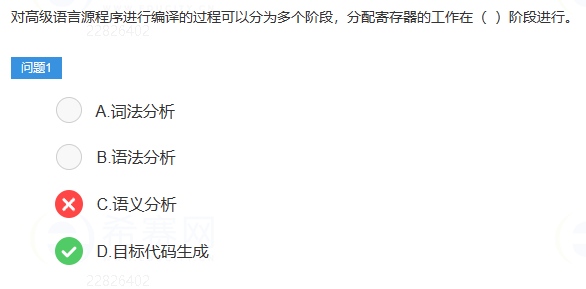 对高级语言源程序进行编译的过程可以分为多个阶段，分配寄存器的工作在（ ）阶段进行。
22826402
问题1
A.词法分析
B.语法分析
C.语义分析
希赛网
D.目标代码生成
22826402